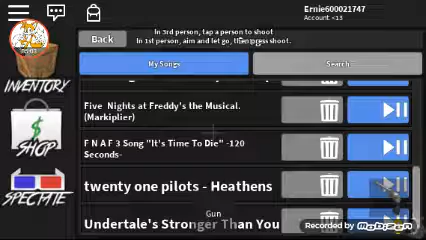 Ernie600021747
Account <13
In 3rd person, tap a person to shoot
In 1st person, aim and let go, then press shoot.
Back
My Songs
Search
INVENTORY
Five Nights at Freddy's the Musical.
(Markiplier)
F N A F 3 Song "It's Time To Die" -120
Seconds-
SHOP
twenty one pilots - Heathens
SPECTATE
Gun
Undertale's Stronger Than You
Recorded by